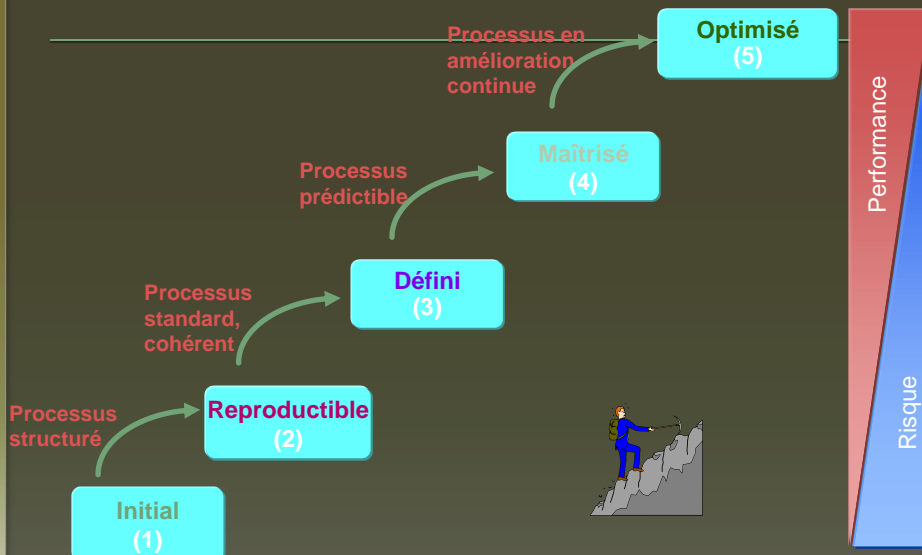 Processus en
amélioration
continue
Optimisé
(5)
Processus
prédictible
Maîtrisé
(4)
Processus
standard,
cohérent
Défini
(3)
Processus
structuré
Reproductible
(2)
Initial
(1)
Performance
Risque